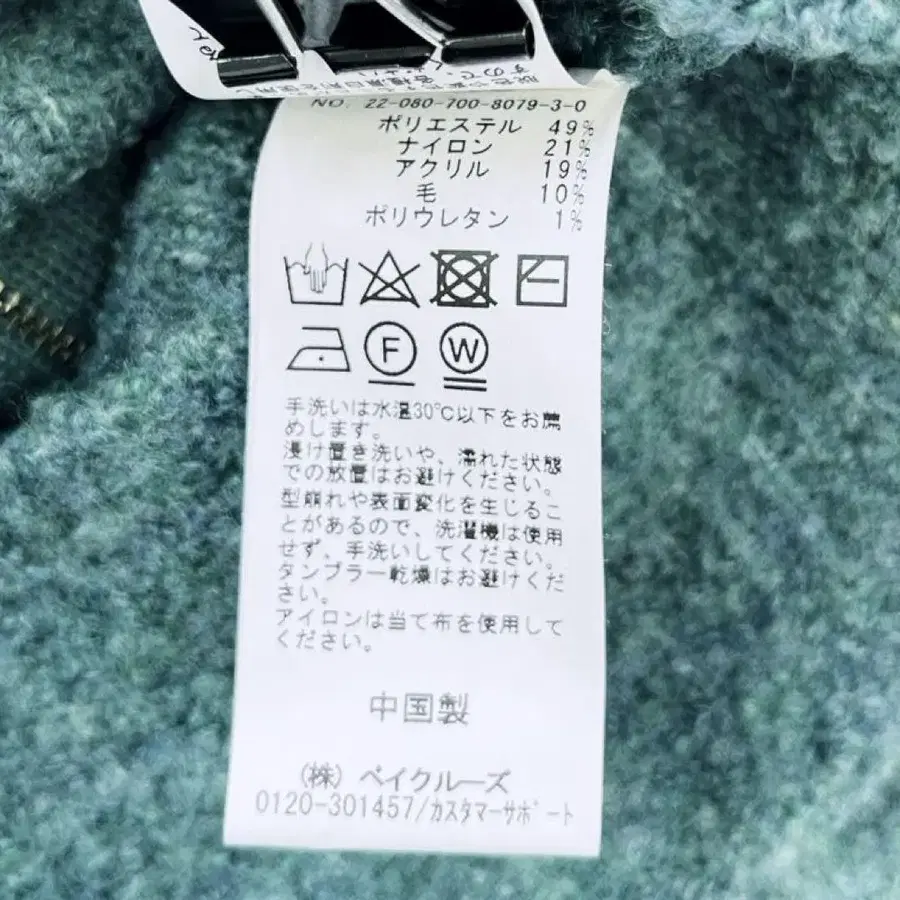 NO. 22-080-700-8079-3-0
ポリエステル 49%
ナイロン 21%
アクリル 19%
毛 10%
ポリウレタン 1%
F W
手洗いは水温30℃以下をお薦
めします。
浸け置き洗いや、濡れた状態
での放置はお避けください。
型崩れや表面変化を生じるこ
とがあるので、洗濯機は使用
せず、手洗いしてください。
タンブラー乾燥はお避けくだ
さい。
アイロンは当て布を使用して
ください。
中国製
(株) ベイクルーズ
0120-301457/カスタマーサポート